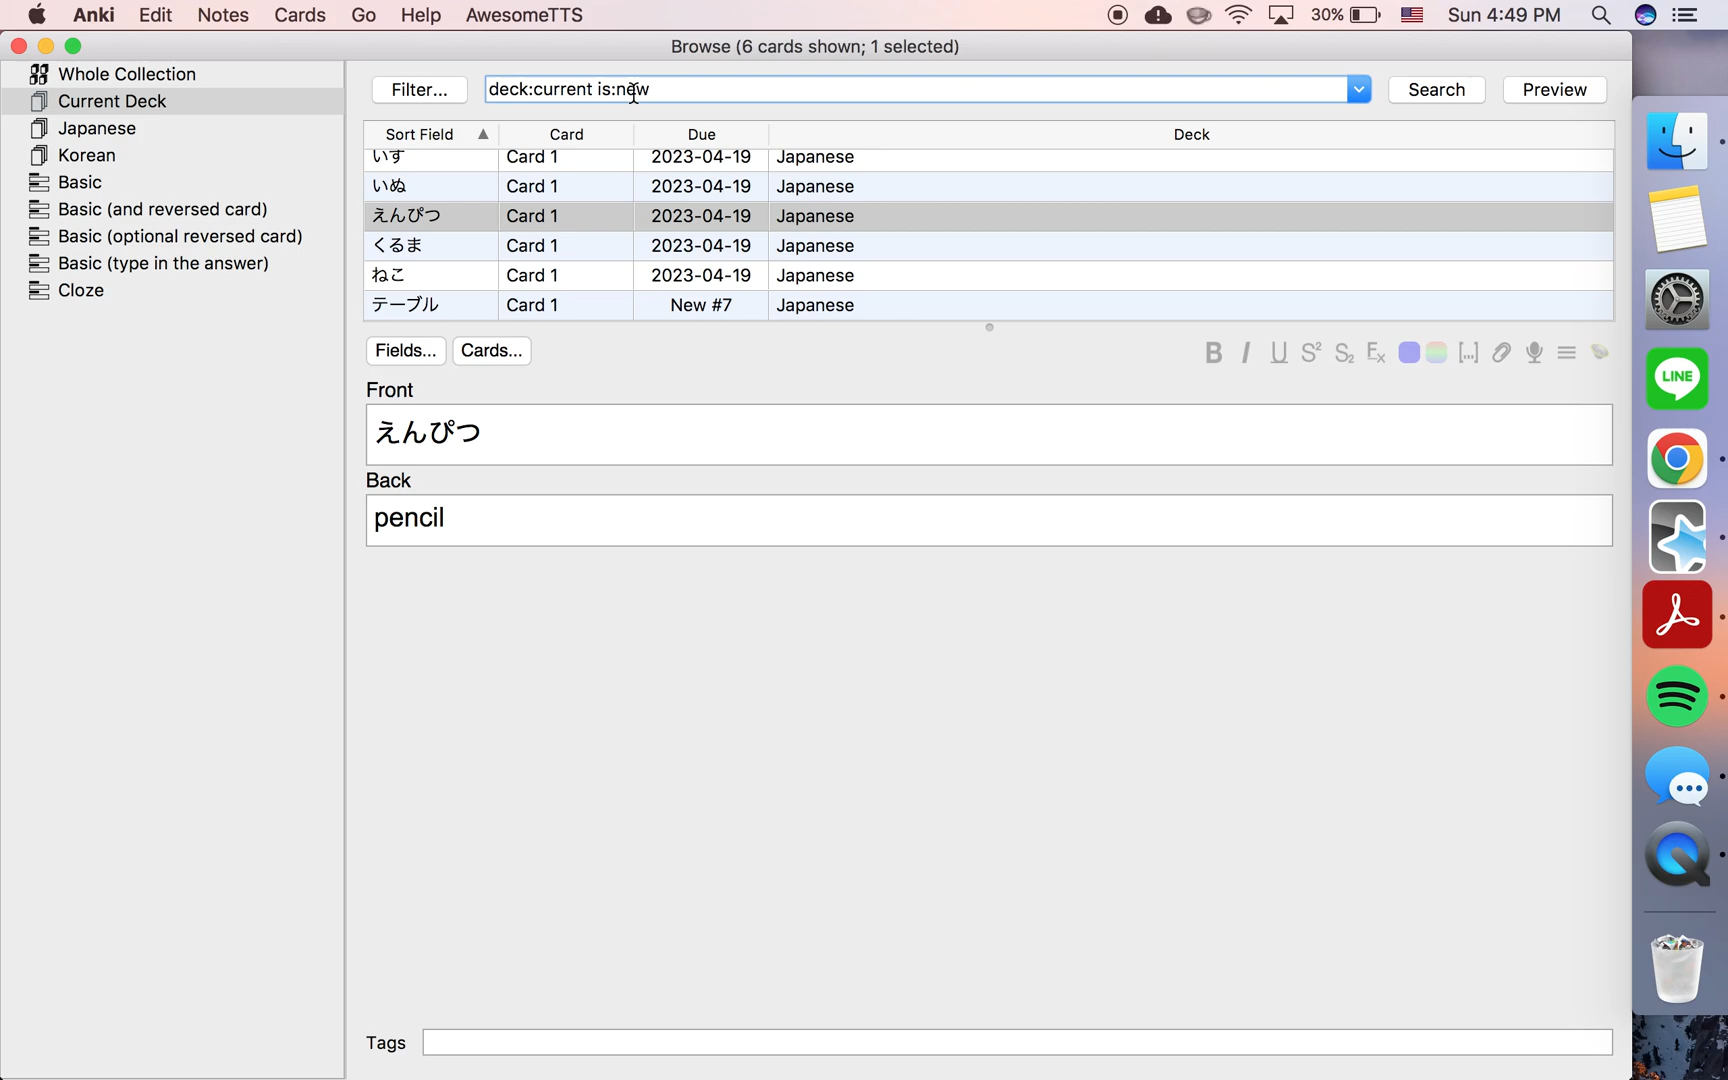 Anki Edit Notes Cards Go Help AwesomeTTS 30% Sun 4:49 PM
Browse (6 cards shown; 1 selected)
Whole Collection
Current Deck
Japanese
Korean
Basic
Basic (and reversed card)
Basic (optional reversed card)
Basic (type in the answer)
Cloze
Filter... deck:current is:new Search Preview
Sort Field Card Due Deck
いす Card 1 2023-04-19 Japanese
いぬ Card 1 2023-04-19 Japanese
えんぴつ Card 1 2023-04-19 Japanese
くるま Card 1 2023-04-19 Japanese
ねこ Card 1 2023-04-19 Japanese
テーブル Card 1 New #7 Japanese
Fields... Cards... B I U S² S₂ Ex [...]
Front
えんぴつ
Back
pencil
Tags
LINE